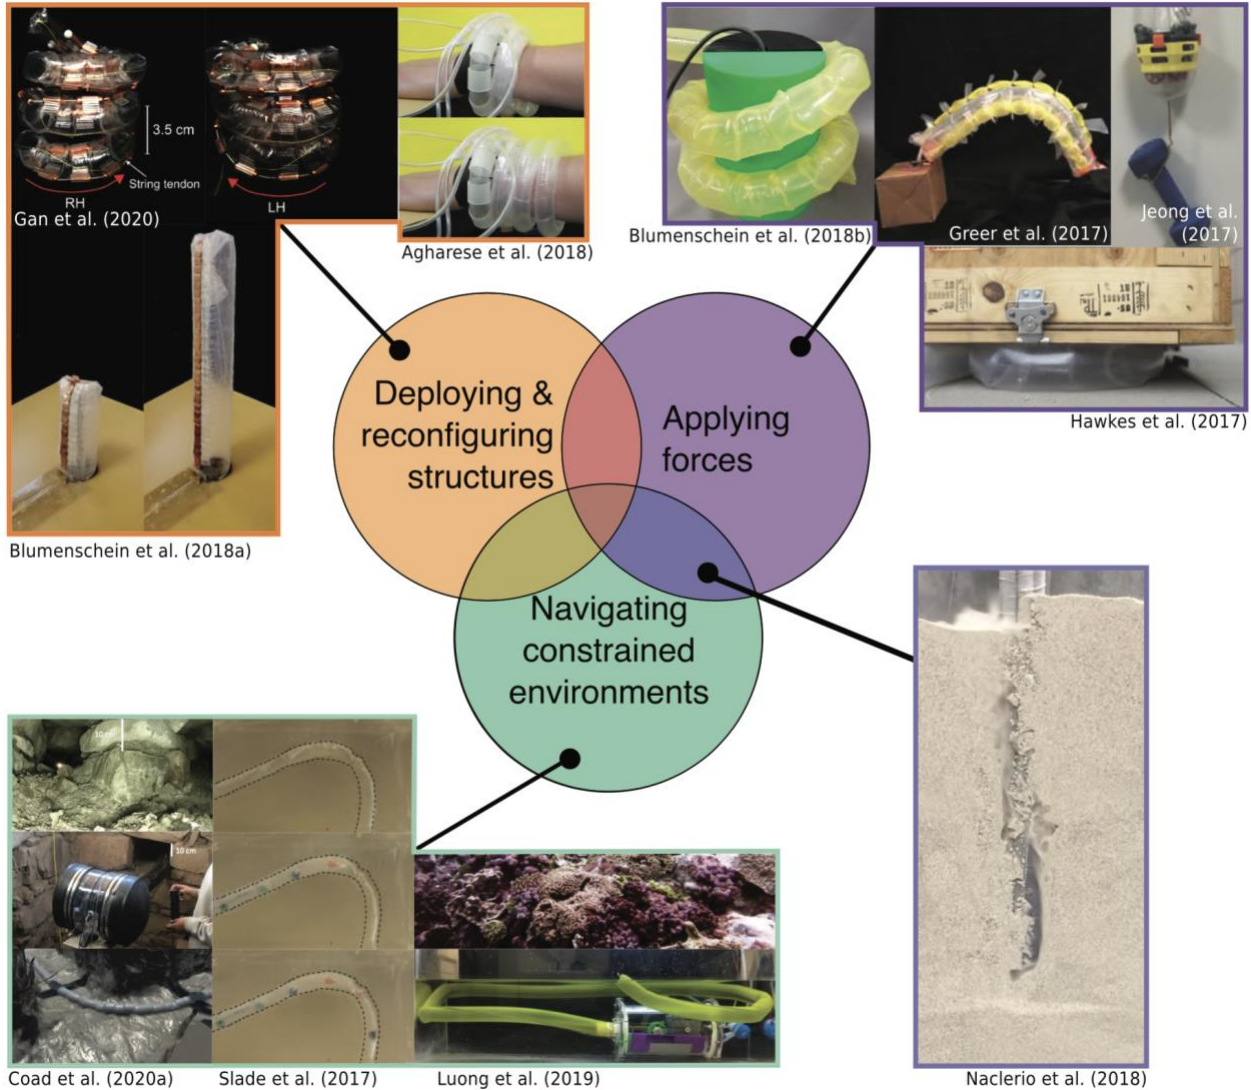 3.5 cm
String tendon
RH
LH
Gan et al. (2020)
Agharese et al. (2018)
Blumenschein et al. (2018b)
Greer et al. (2017)
Jeong et al.
(2017)
Hawkes et al. (2017)
Blumenschein et al. (2018a)
Deploying &
reconfiguring
structures
Applying
forces
Navigating
constrained
environments
10 cm
10 cm
Coad et al. (2020a)
Slade et al. (2017)
Luong et al. (2019)
Naclerio et al. (2018)